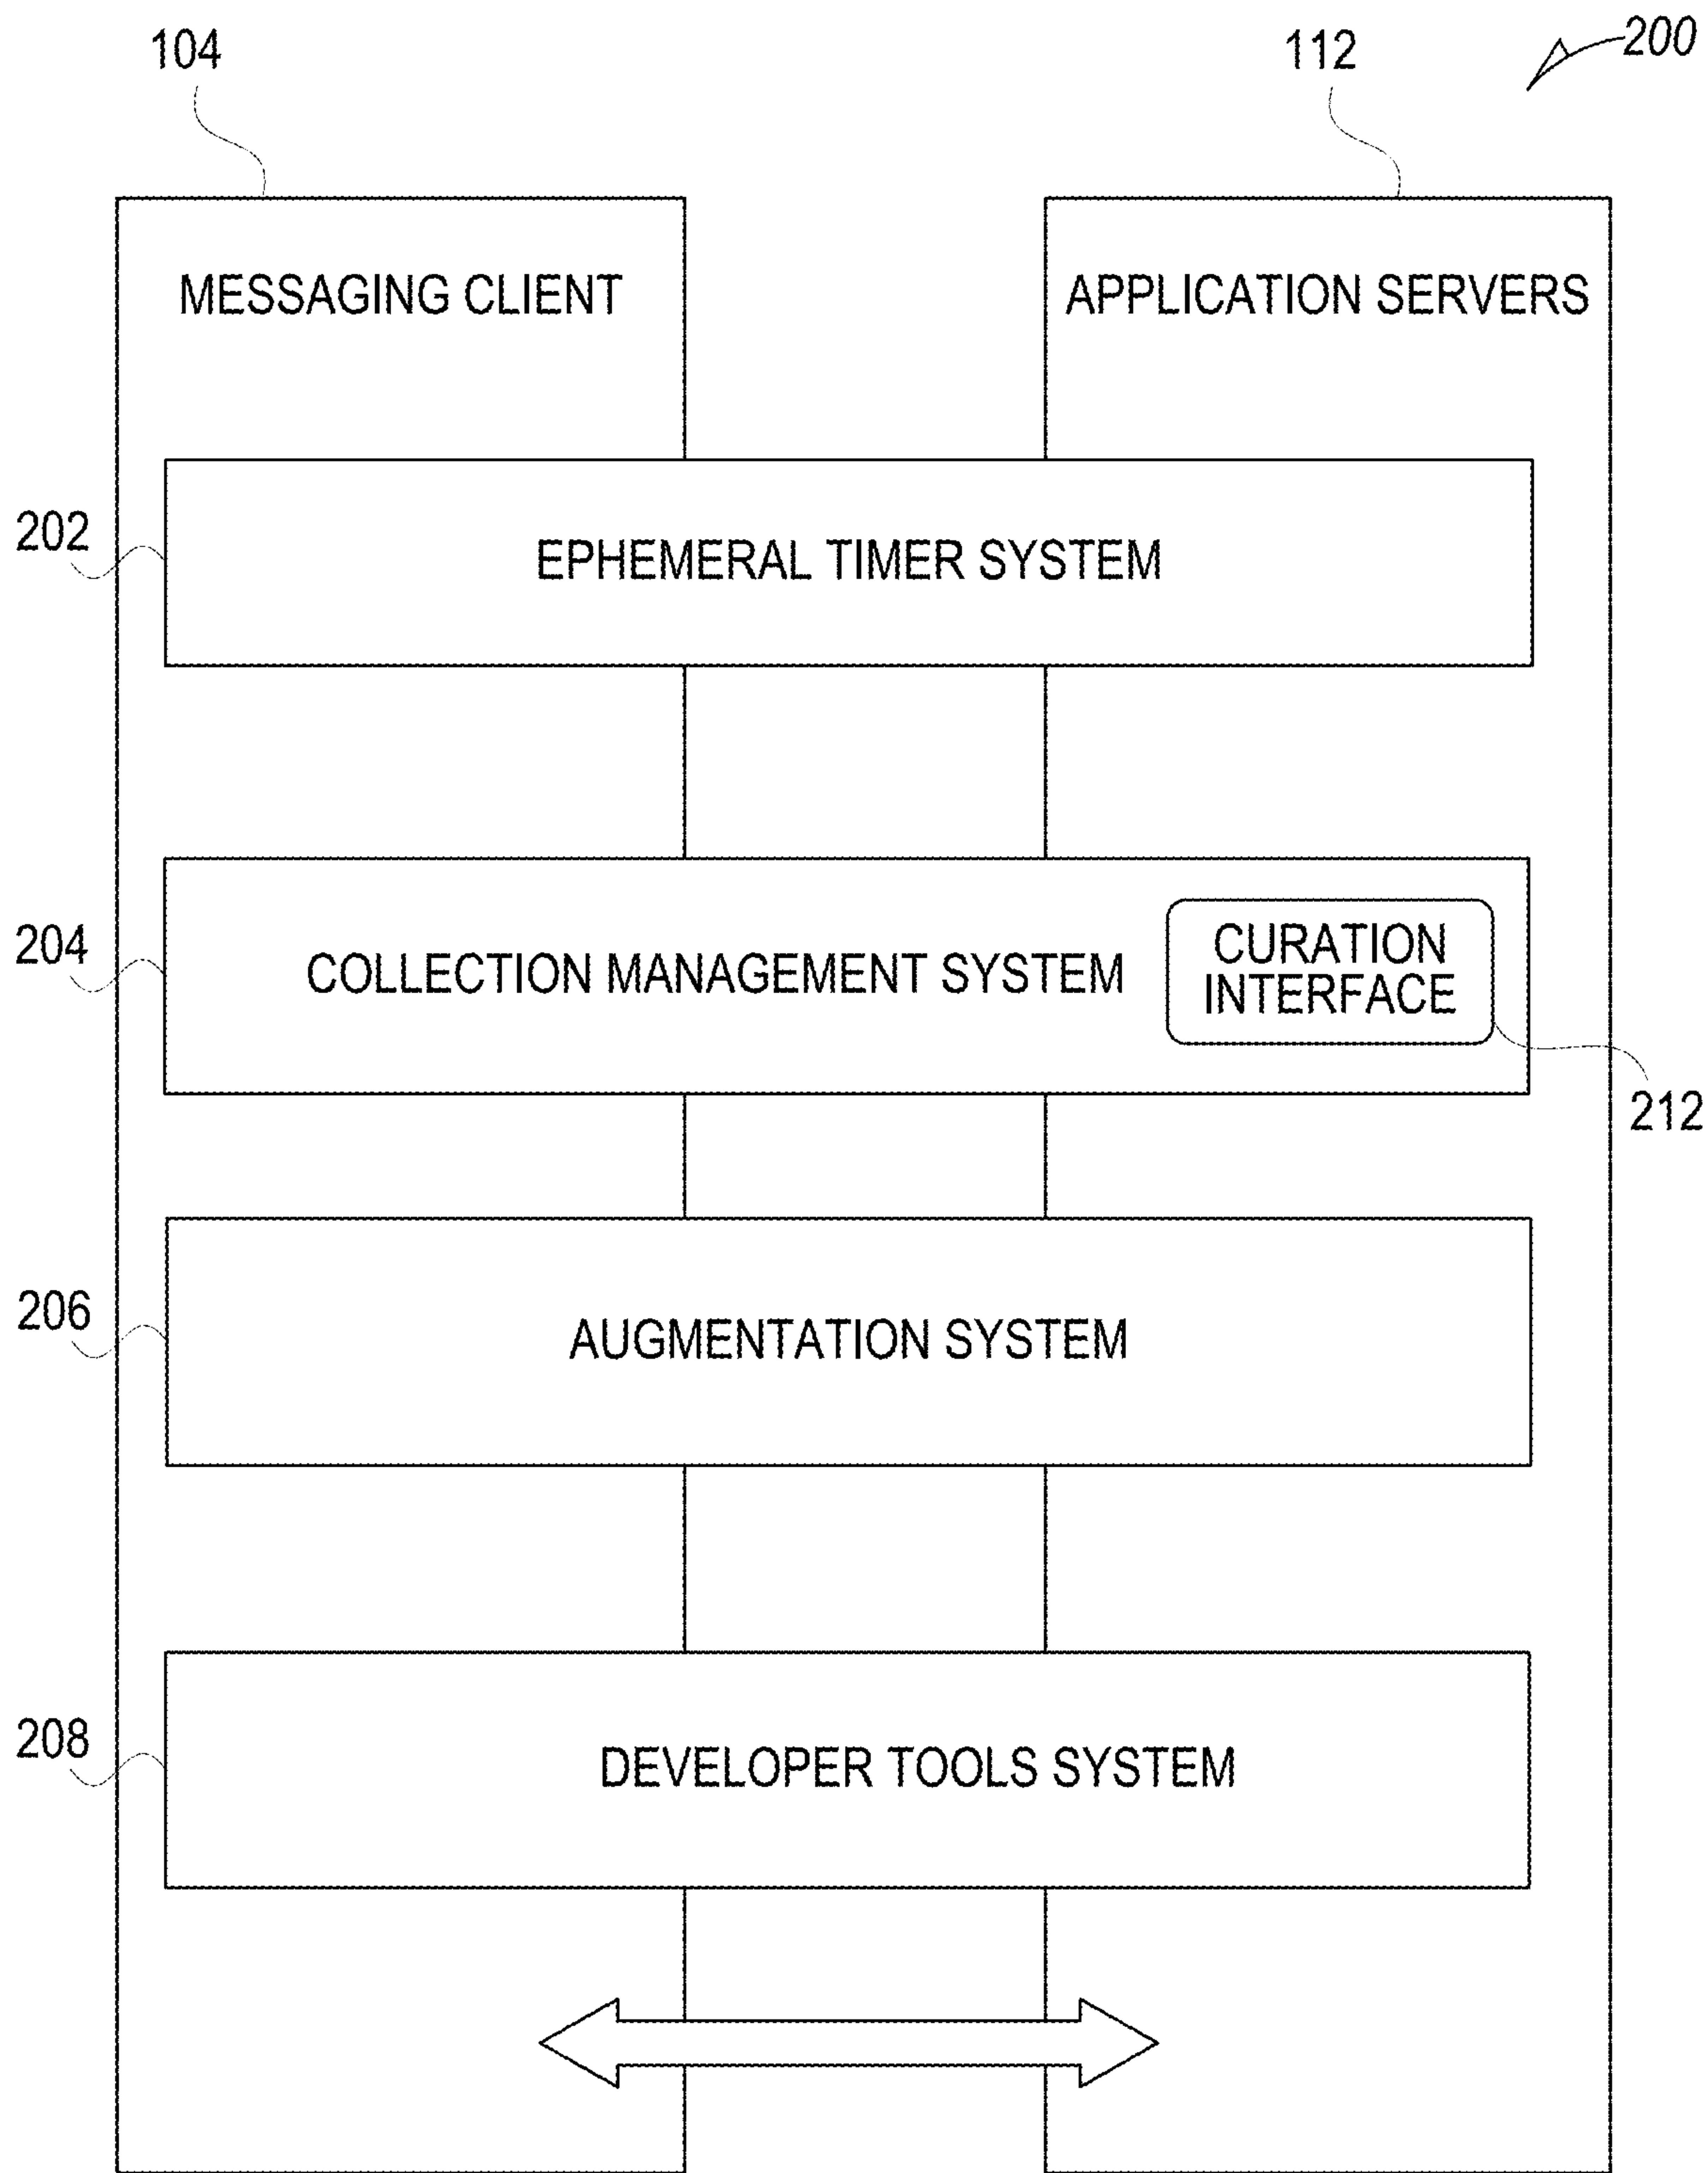 104
112
200
MESSAGING CLIENT
APPLICATION SERVERS
202
EPHEMERAL TIMER SYSTEM
204
COLLECTION MANAGEMENT SYSTEM
CURATION
INTERFACE
212
206
AUGMENTATION SYSTEM
208
DEVELOPER TOOLS SYSTEM